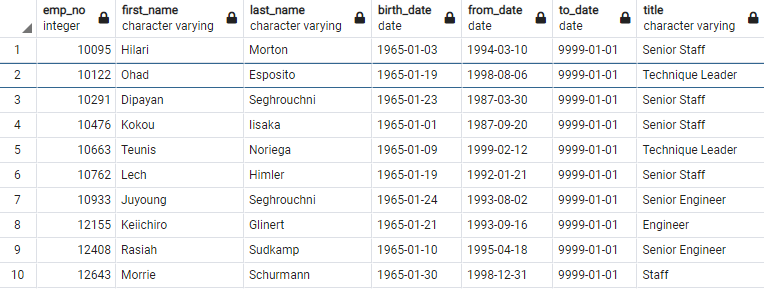 emp_no first_name last_name birth_date from_date to_date title
integer character varying character varying date date date character varying
1 10095 Hilari Morton 1965-01-03 1994-03-10 9999-01-01 Senior Staff
2 10122 Ohad Esposito 1965-01-19 1998-08-06 9999-01-01 Technique Leader
3 10291 Dipayan Seghrouchni 1965-01-23 1987-03-30 9999-01-01 Senior Staff
4 10476 Kokou Iisaka 1965-01-01 1987-09-20 9999-01-01 Senior Staff
5 10663 Teunis Noriega 1965-01-09 1999-02-12 9999-01-01 Technique Leader
6 10762 Lech Himler 1965-01-19 1992-01-21 9999-01-01 Senior Staff
7 10933 Juyoung Seghrouchni 1965-01-24 1993-08-02 9999-01-01 Senior Engineer
8 12155 Keiichiro Glinert 1965-01-21 1993-09-16 9999-01-01 Engineer
9 12408 Rasiah Sudkamp 1965-01-10 1995-04-18 9999-01-01 Senior Engineer
10 12643 Morrie Schurmann 1965-01-30 1998-12-31 9999-01-01 Staff